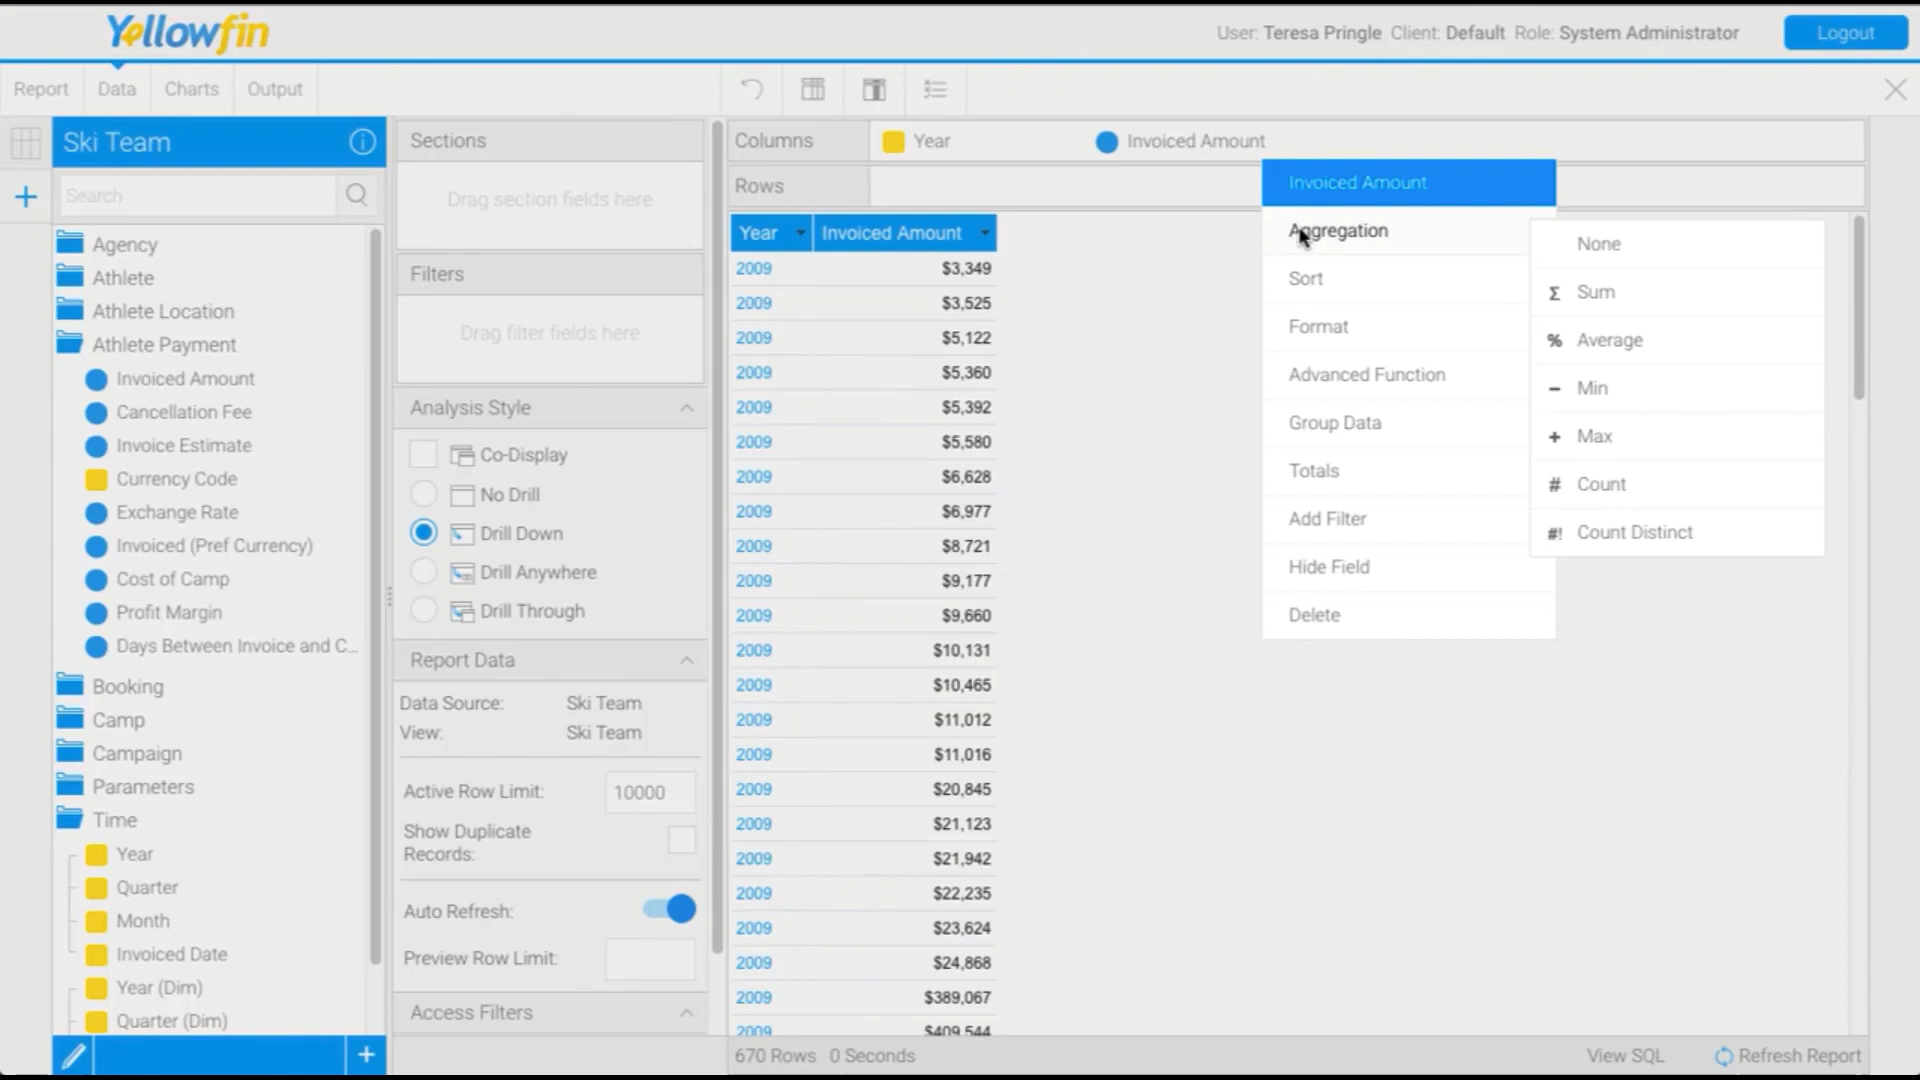 Yellowfin
User: Teresa Pringle Client: Default Role: System Administrator
Logout
Report
Data
Charts
Output
Ski Team
Search
Agency
Athlete
Athlete Location
Athlete Payment
Invoiced Amount
Cancellation Fee
Invoice Estimate
Currency Code
Exchange Rate
Invoiced (Pref Currency)
Cost of Camp
Profit Margin
Days Between Invoice and C...
Booking
Camp
Campaign
Parameters
Time
Year
Quarter
Month
Invoiced Date
Year (Dim)
Quarter (Dim)
Sections
Drag section fields here
Filters
Drag filter fields here
Analysis Style
Co-Display
No Drill
Drill Down
Drill Anywhere
Drill Through
Report Data
Data Source: Ski Team
View: Ski Team
Active Row Limit: 10000
Show Duplicate
Records:
Auto Refresh:
Preview Row Limit:
Access Filters
Columns Year Invoiced Amount
Rows
Year Invoiced Amount
2009 $3,349
2009 $3,525
2009 $5,122
2009 $5,360
2009 $5,392
2009 $5,580
2009 $6,628
2009 $6,977
2009 $8,721
2009 $9,177
2009 $9,660
2009 $10,131
2009 $10,465
2009 $11,012
2009 $11,016
2009 $20,845
2009 $21,123
2009 $21,942
2009 $22,235
2009 $23,624
2009 $24,868
2009 $389,067
2009 $409,544
Invoiced Amount
Aggregation
Sort
Format
Advanced Function
Group Data
Totals
Add Filter
Hide Field
Delete
None
Σ Sum
% Average
− Min
+ Max
# Count
#! Count Distinct
670 Rows 0 Seconds
View SQL
Refresh Report